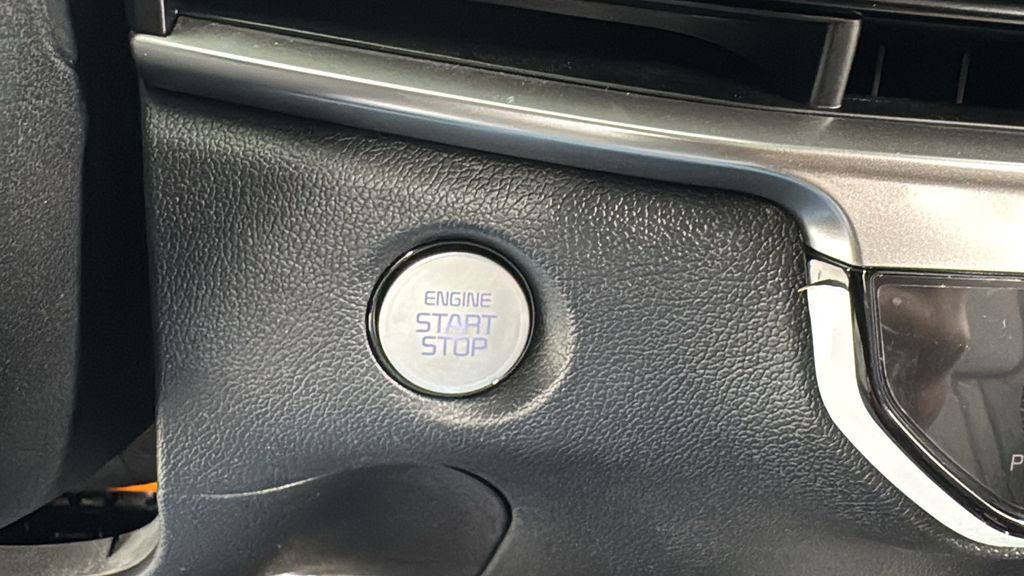 ENGINE
START
STOP
P